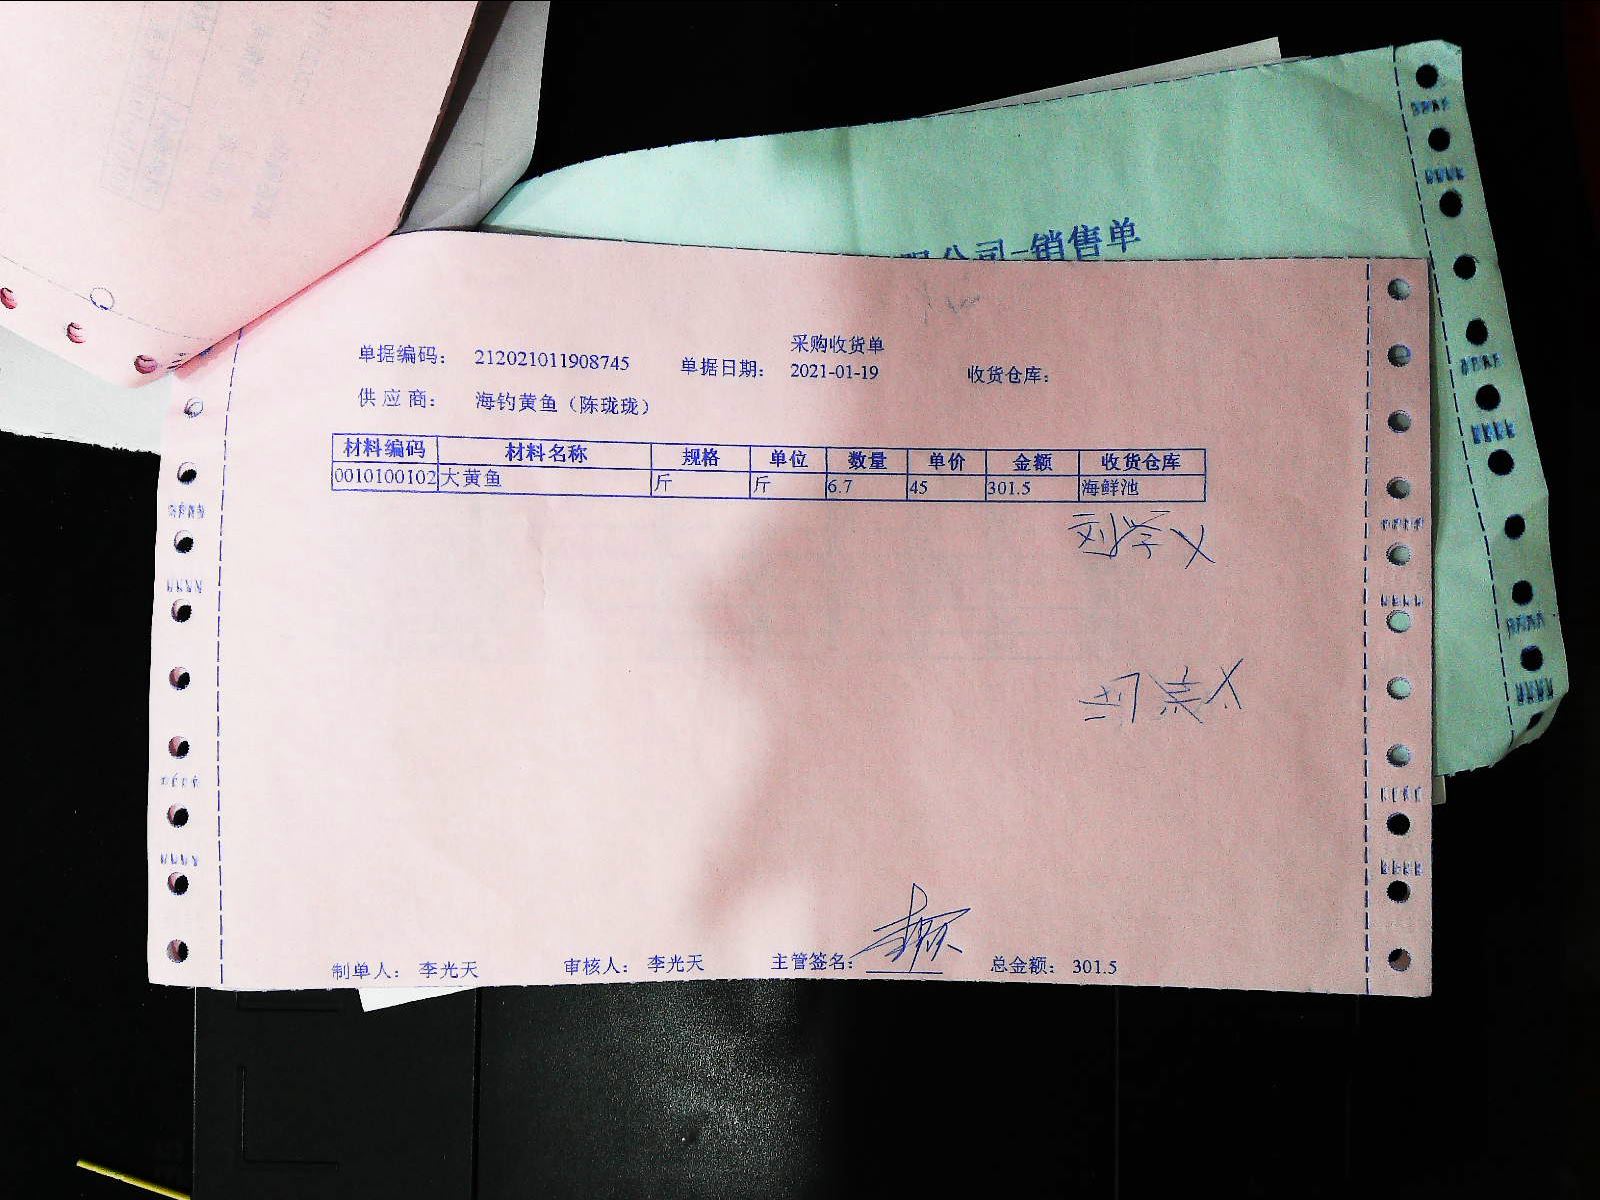 公司-销售单
采购收货单
单据编码： 212021011908745 单据日期： 2021-01-19 收货仓库：
供应商： 海钓黄鱼（陈珑珑）
材料编码 材料名称 规格 单位 数量 单价 金额 收货仓库
0010100102 大黄鱼 斤 斤 6.7 45 301.5 海鲜池
制单人： 李光天 审核人： 李光天 主管签名： 总金额： 301.5